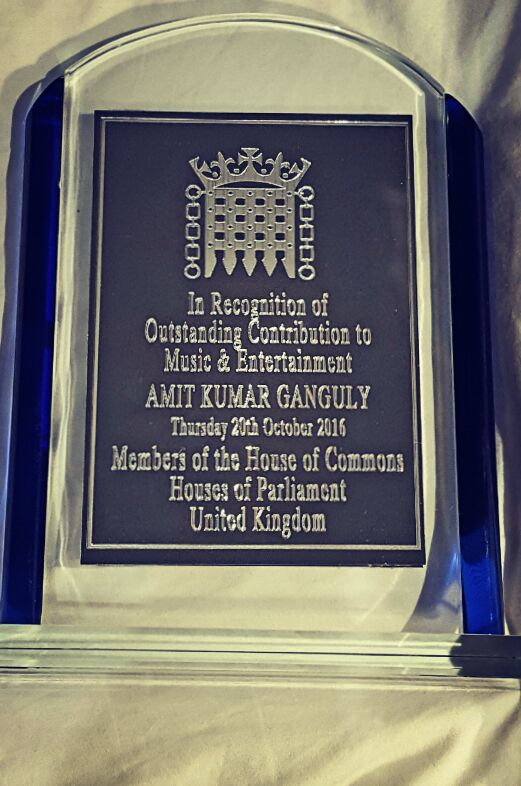 In Recognition of
Outstanding Contribution to
Music & Entertainment
AMIT KUMAR GANGULY
Thursday 20th October 2016
Members of the House of Commons
Houses of Parliament
United Kingdom